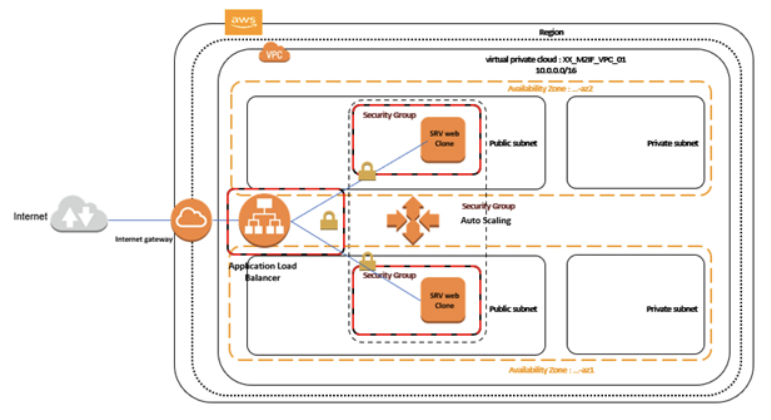 aws
Region
VPC
virtual private cloud : XX_M2IF_VPC_01
10.0.0.0/16
Availability Zone : ...-az2
Security Group
SRV web
Clone
Public subnet
Private subnet
Internet
Internet gateway
Security Group
Auto Scaling
Application Load
Balancer
Security Group
SRV web
Clone
Public subnet
Private subnet
Availability Zone : ...-az1